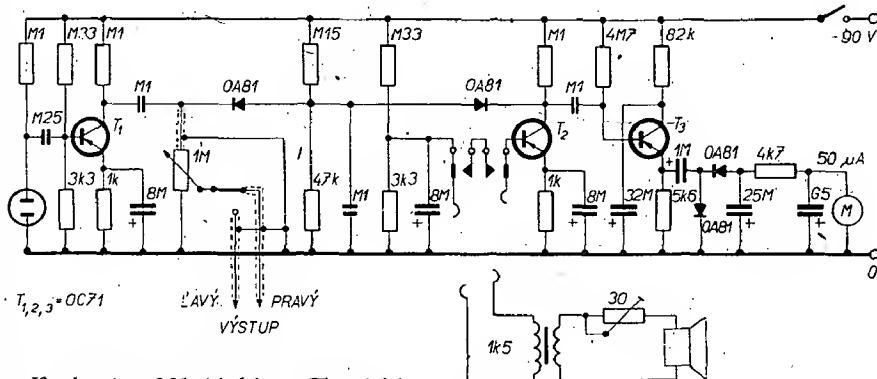 M1 M33 M1 M15 M33 M1 4M7 82k
-90 V
M1 OA81 OA81 M1
M25 T1 T2 T3
1M 1M OA81 4k7 50 µA
3k3 1k 8M 47k M1 3k3 8M 1k 8M 32M 5k6 OA81 25M G5 M
0
T1,2,3 = OC71
ĽAVÝ PRAVÝ
VÝSTUP
1k5 30